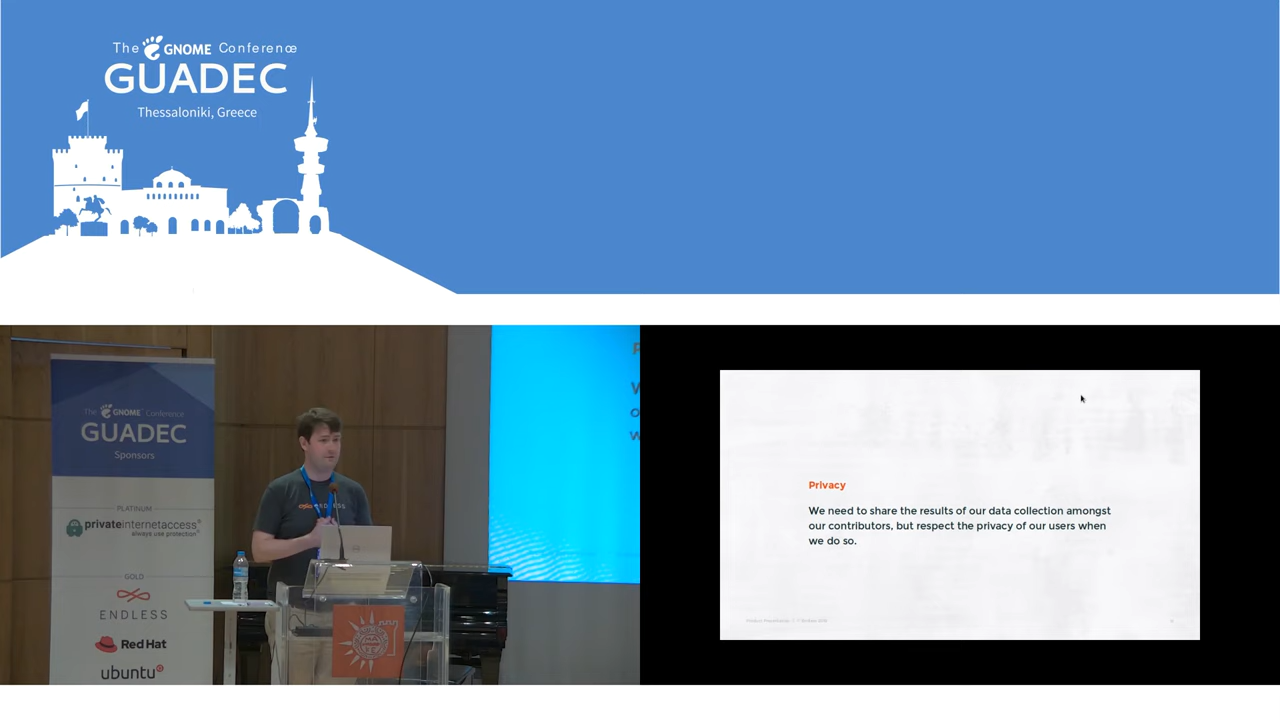 The GNOME Conference
GUADEC
Thessaloniki, Greece
The GNOME Conference
GUADEC
Sponsors
PLATINUM
privateinternetaccess®
always use protection®
GOLD
ENDLESS
Red Hat
ubuntu®
ENDLESS
Privacy
We need to share the results of our data collection amongst
our contributors, but respect the privacy of our users when
we do so.